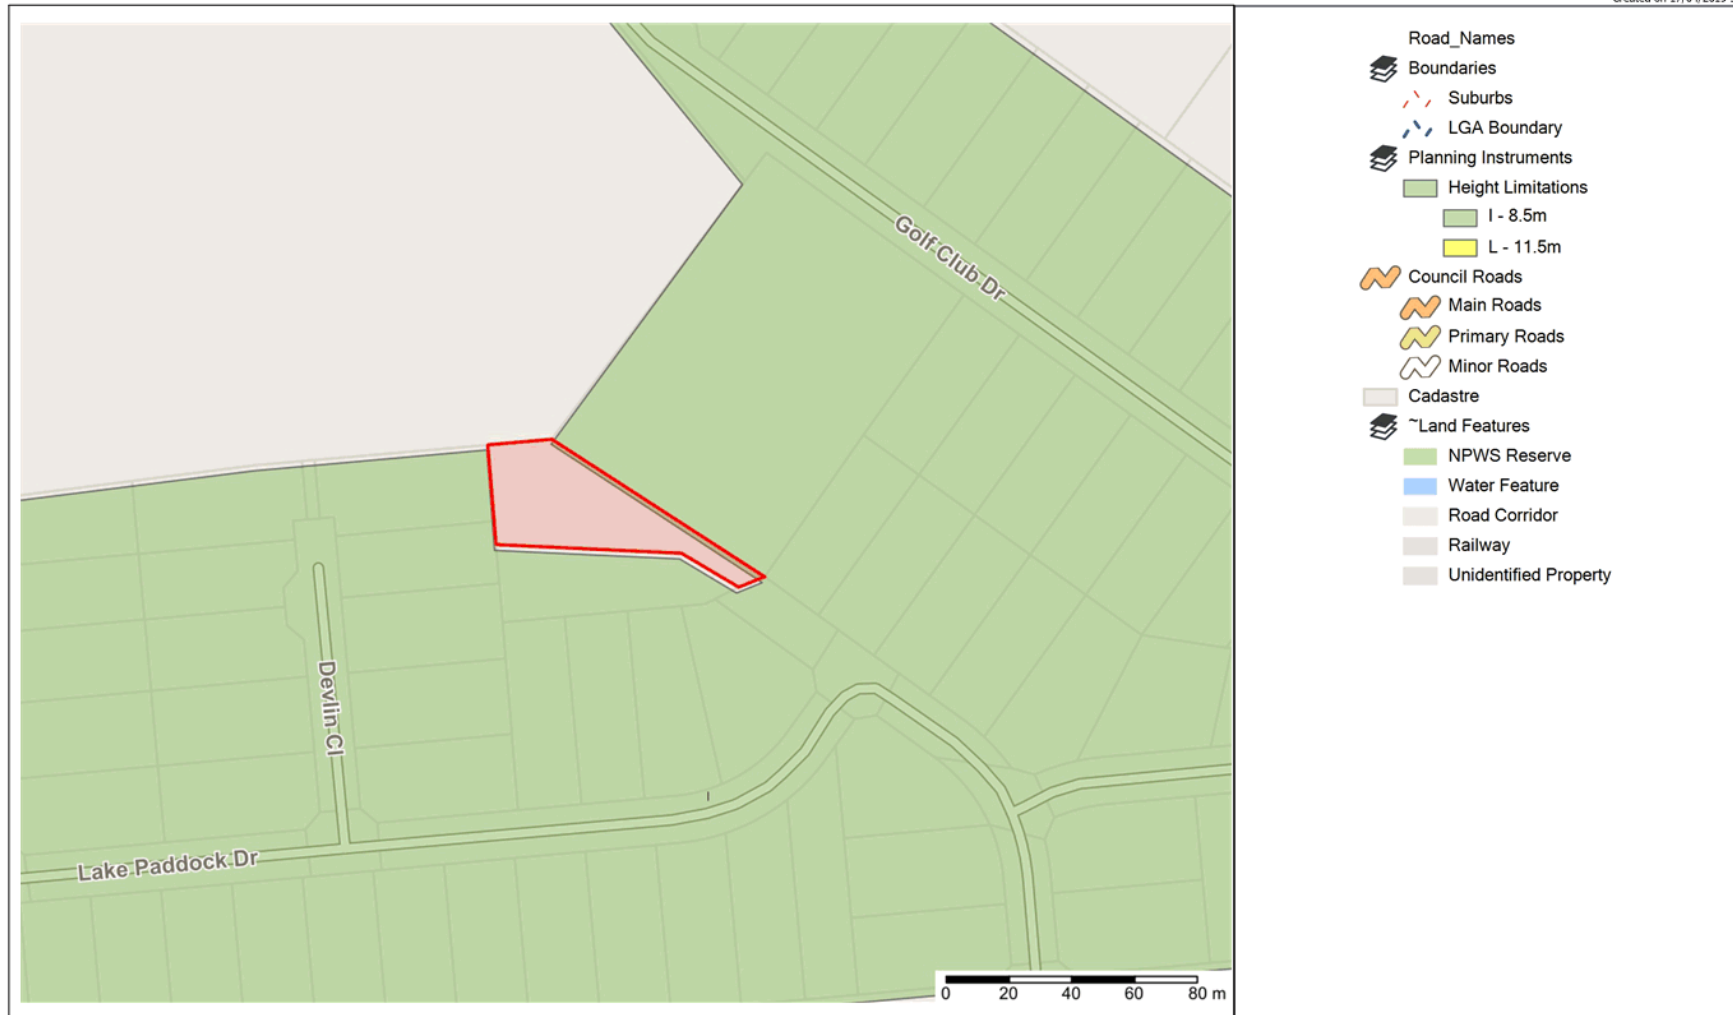 Road_Names
Boundaries
Suburbs
LGA Boundary
Planning Instruments
Height Limitations
I - 8.5m
L - 11.5m
Council Roads
Main Roads
Primary Roads
Minor Roads
Cadastre
~Land Features
NPWS Reserve
Water Feature
Road Corridor
Railway
Unidentified Property
Golf Club Dr
Devlin Cl
I
Lake Paddock Dr
0 20 40 60 80 m